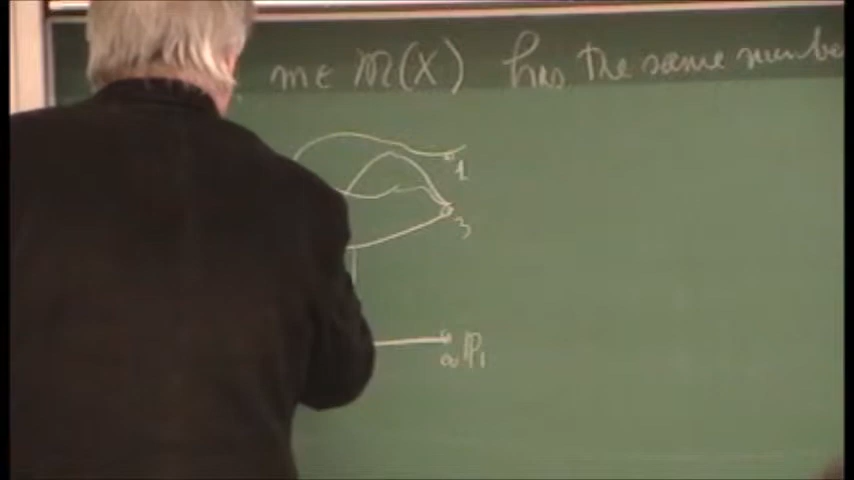 m ∈ M(X) has the same numbe
1
3
∞ ℙ₁